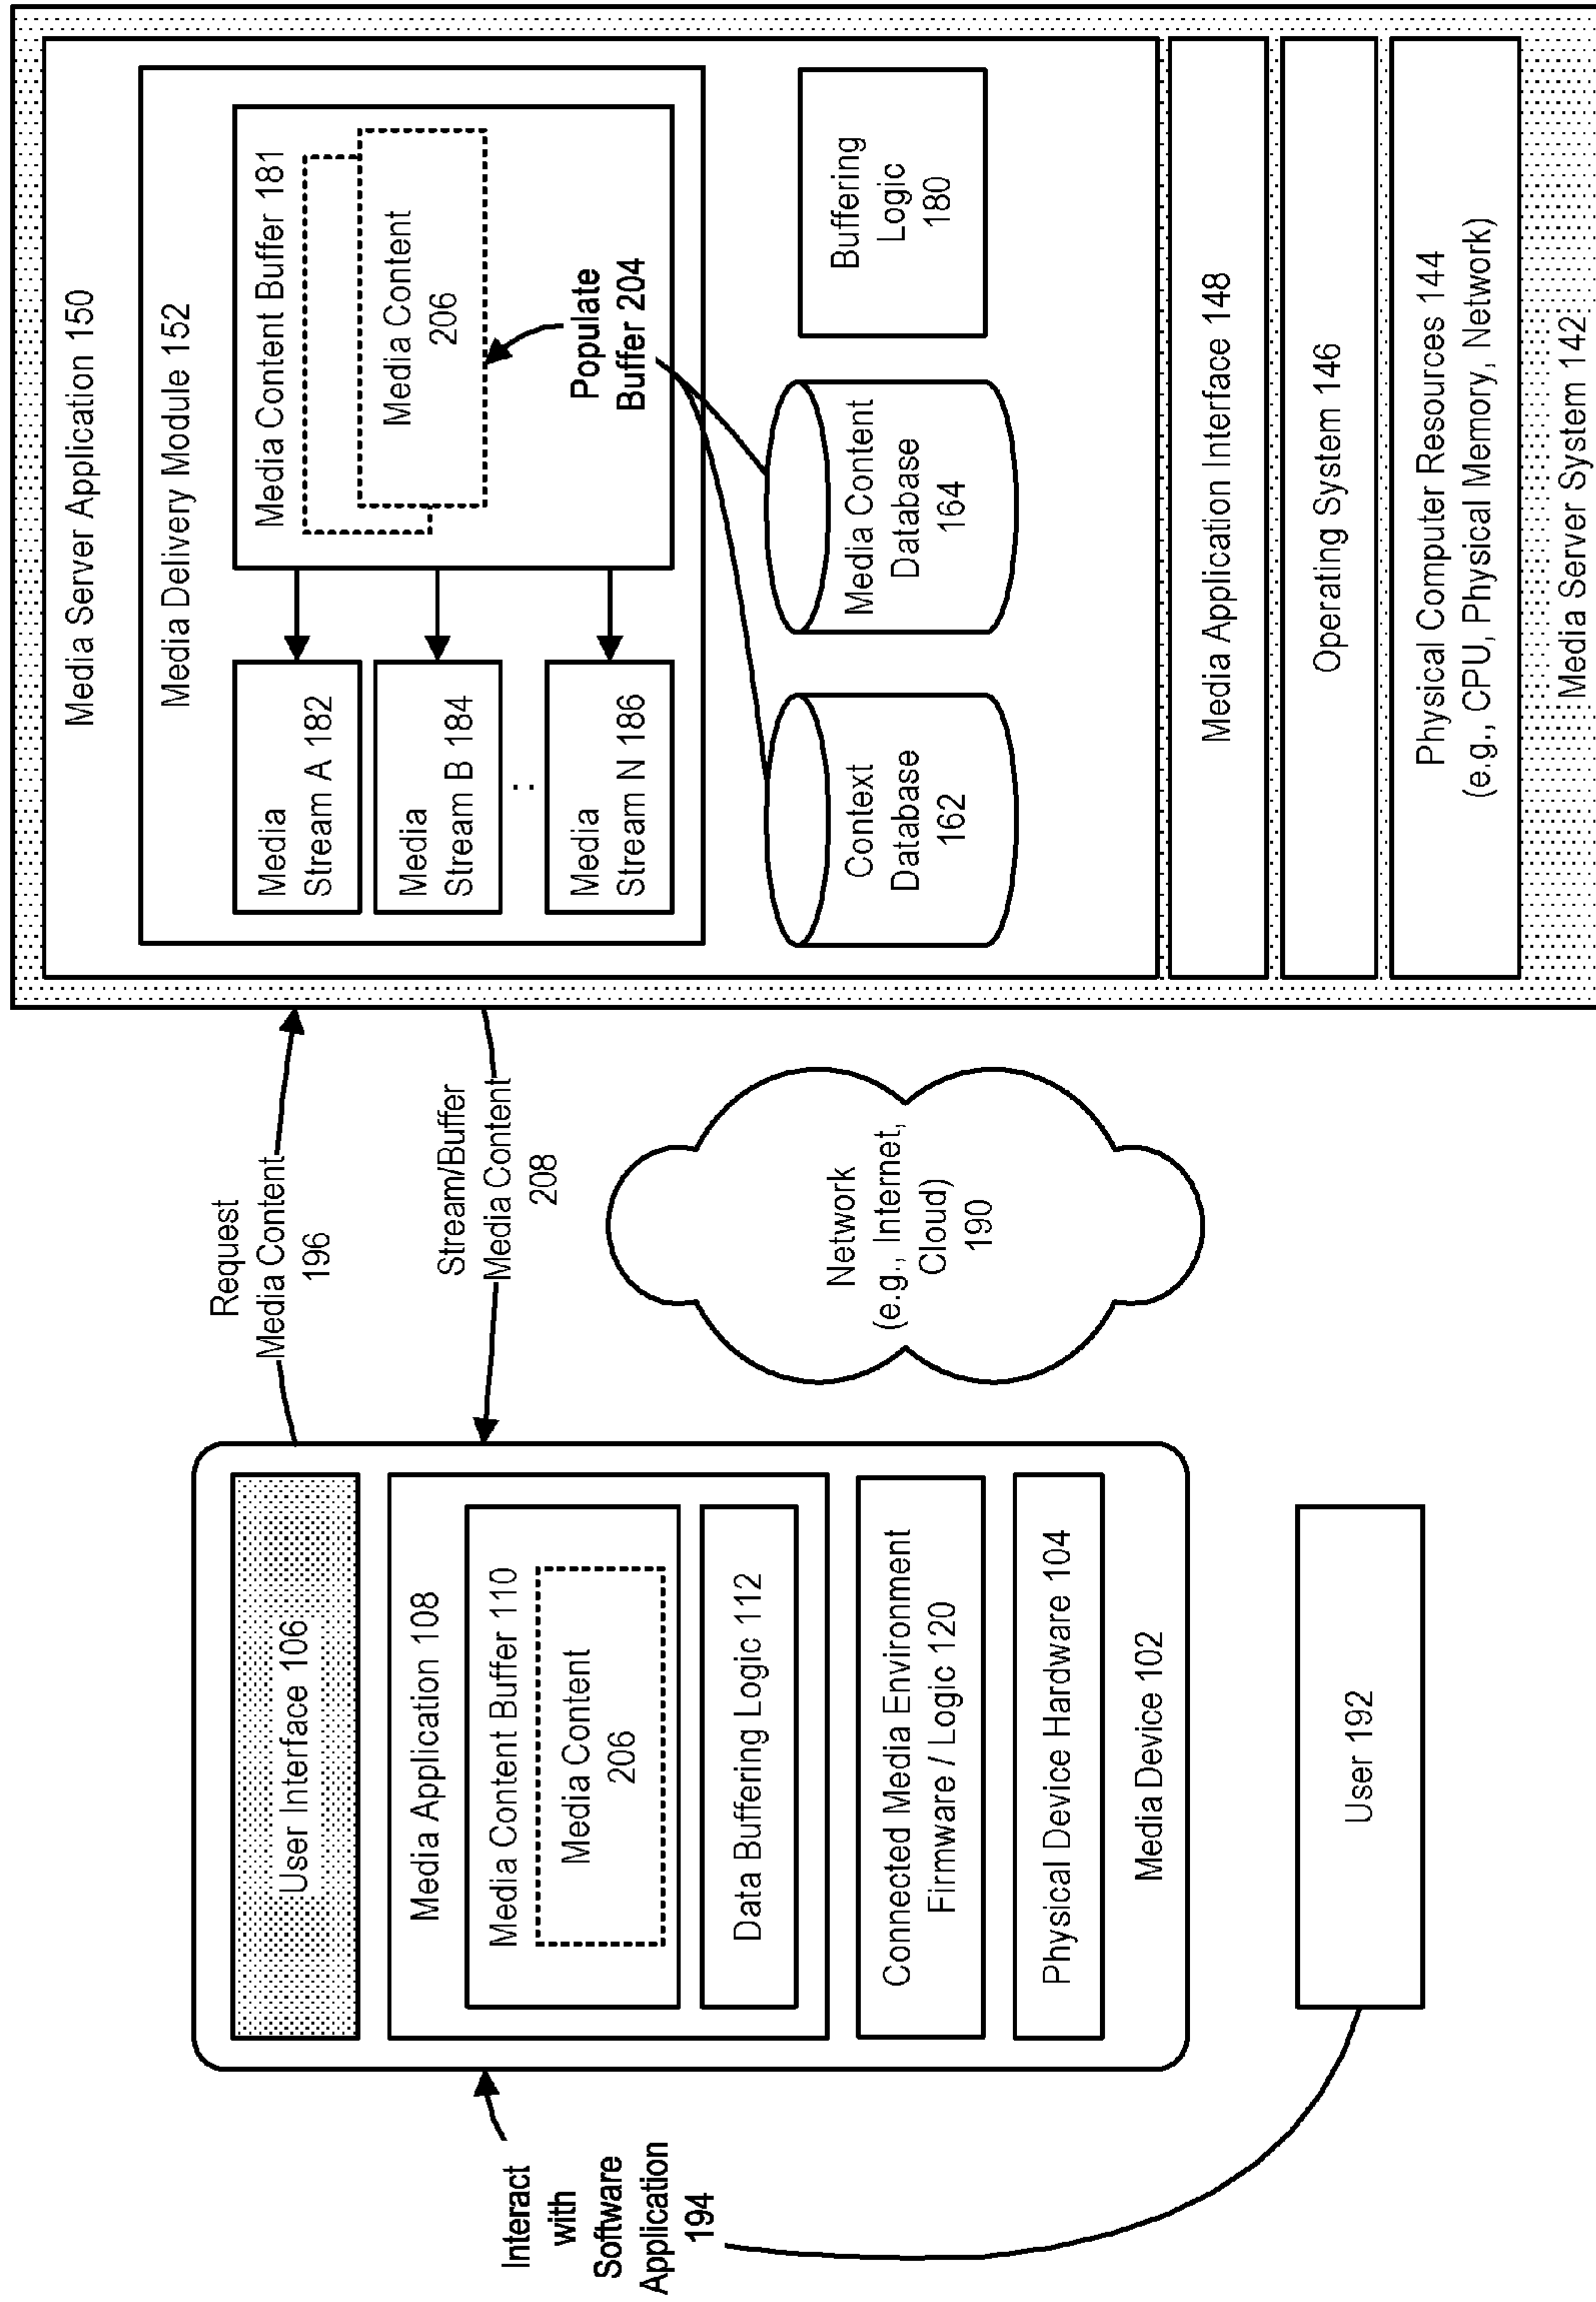 User Interface 106
Media Application 108
Media Content Buffer 110
Media Content
206
Data Buffering Logic 112
Connected Media Environment
Firmware / Logic 120
Physical Device Hardware 104
Media Device 102
User 192
Interact
with
Software
Application
194
Request
Media Content
196
Stream/Buffer
Media Content
208
Network
(e.g., Internet,
Cloud)
190
Media Server Application 150
Media Delivery Module 152
Media
Stream A 182
Media
Stream B 184
:
Media
Stream N 186
Media Content Buffer 181
Media Content
206
Populate
Buffer 204
Context
Database
162
Media Content
Database
164
Buffering
Logic
180
Media Application Interface 148
Operating System 146
Physical Computer Resources 144
(e.g., CPU, Physical Memory, Network)
Media Server System 142